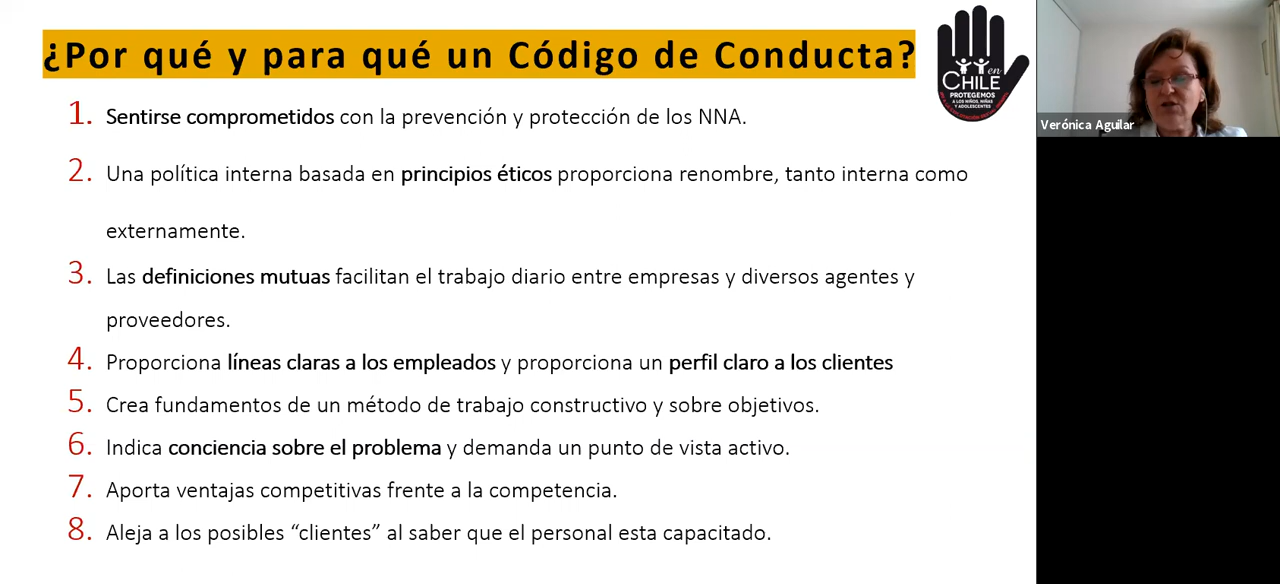 ¿Por qué y para qué un Código de Conducta?
en
CHILE
PROTEGEMOS
A LOS NIÑOS, NIÑAS
Y ADOLESCENTES
Verónica Aguilar
1. Sentirse comprometidos con la prevención y protección de los NNA.
2. Una política interna basada en principios éticos proporciona renombre, tanto interna como
externamente.
3. Las definiciones mutuas facilitan el trabajo diario entre empresas y diversos agentes y
proveedores.
4. Proporciona líneas claras a los empleados y proporciona un perfil claro a los clientes
5. Crea fundamentos de un método de trabajo constructivo y sobre objetivos.
6. Indica conciencia sobre el problema y demanda un punto de vista activo.
7. Aporta ventajas competitivas frente a la competencia.
8. Aleja a los posibles “clientes” al saber que el personal esta capacitado.